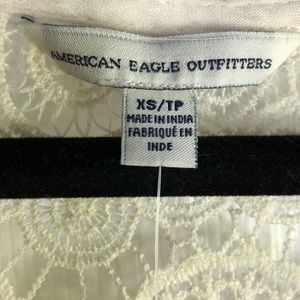 AMERICAN EAGLE OUTFITTERS
XS/TP
MADE IN INDIA
FABRIQUÉ EN
INDE